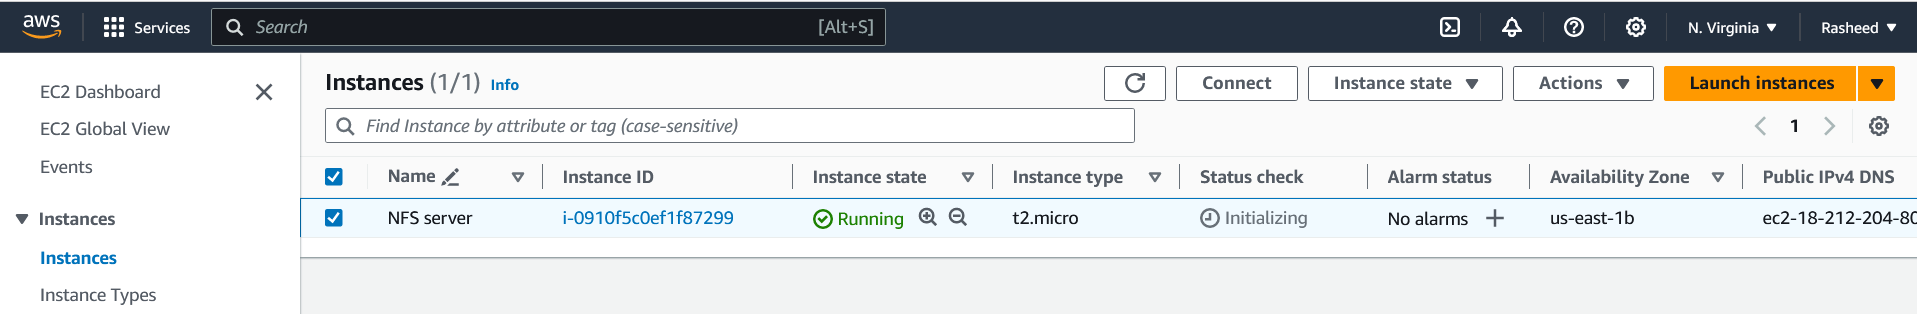 aws
Services
Search [Alt+S]
N. Virginia
Rasheed
EC2 Dashboard
EC2 Global View
Events
Instances
Instances
Instance Types
Instances (1/1) Info
Connect
Instance state
Actions
Launch instances
Find Instance by attribute or tag (case-sensitive)
1
Name Instance ID Instance state Instance type Status check Alarm status Availability Zone Public IPv4 DNS
NFS server i-0910f5c0ef1f87299 Running t2.micro Initializing No alarms us-east-1b ec2-18-212-204-80